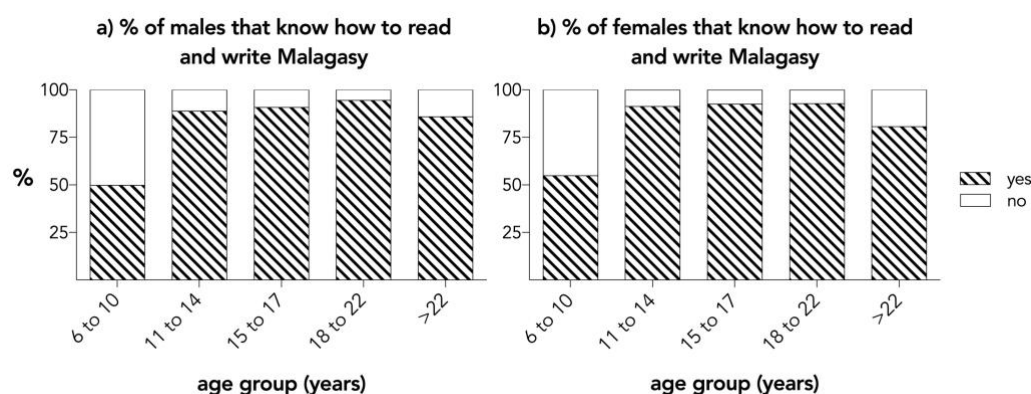 a) % of males that know how to read
and write Malagasy
100
75
50
25
%
6 to 10
11 to 14
15 to 17
18 to 22
>22
age group (years)
b) % of females that know how to read
and write Malagasy
100
75
50
25
6 to 10
11 to 14
15 to 17
18 to 22
>22
age group (years)
yes
no